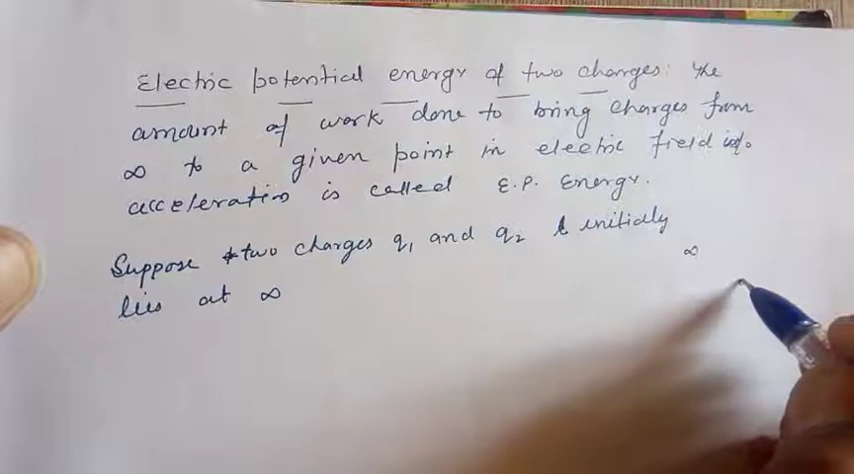 Electric potential energy of two charges: The
amount of work done to bring charges from
∞ to a given point in electric field w/o
acceleration is called E.P. Energy.
Suppose two charges q₁ and q₂ initially
∞
lies at ∞